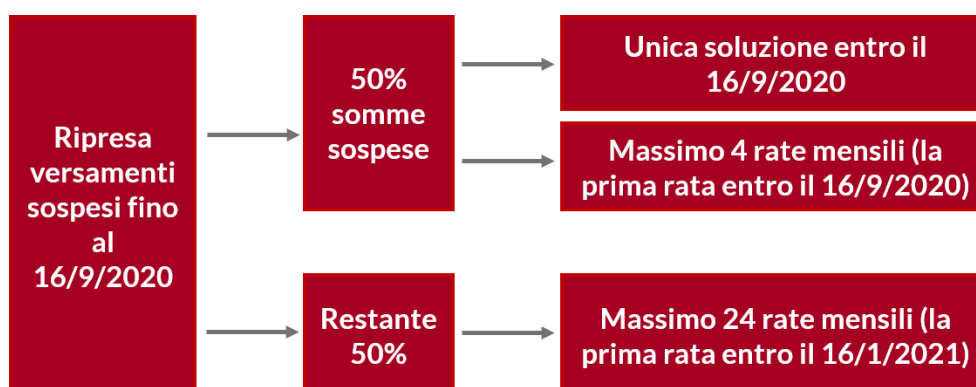 Ripresa
versamenti
sospesi fino
al
16/9/2020
50%
somme
sospese
Unica soluzione entro il
16/9/2020
Massimo 4 rate mensili (la
prima rata entro il 16/9/2020)
Restante
50%
Massimo 24 rate mensili (la
prima rata entro il 16/1/2021)